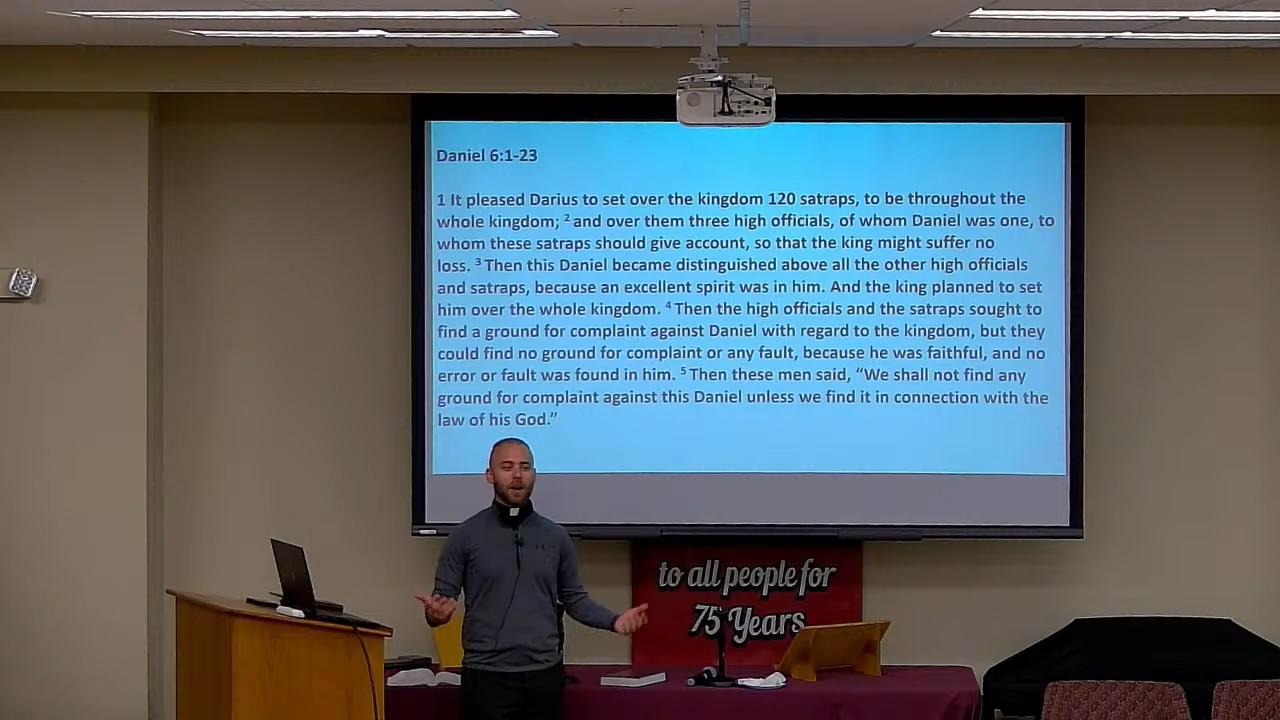 Daniel 6:1-23
1 It pleased Darius to set over the kingdom 120 satraps, to be throughout the
whole kingdom; ² and over them three high officials, of whom Daniel was one, to
whom these satraps should give account, so that the king might suffer no
loss. ³ Then this Daniel became distinguished above all the other high officials
and satraps, because an excellent spirit was in him. And the king planned to set
him over the whole kingdom. ⁴ Then the high officials and the satraps sought to
find a ground for complaint against Daniel with regard to the kingdom, but they
could find no ground for complaint or any fault, because he was faithful, and no
error or fault was found in him. ⁵ Then these men said, “We shall not find any
ground for complaint against this Daniel unless we find it in connection with the
law of his God.”
to all people for
75 Years